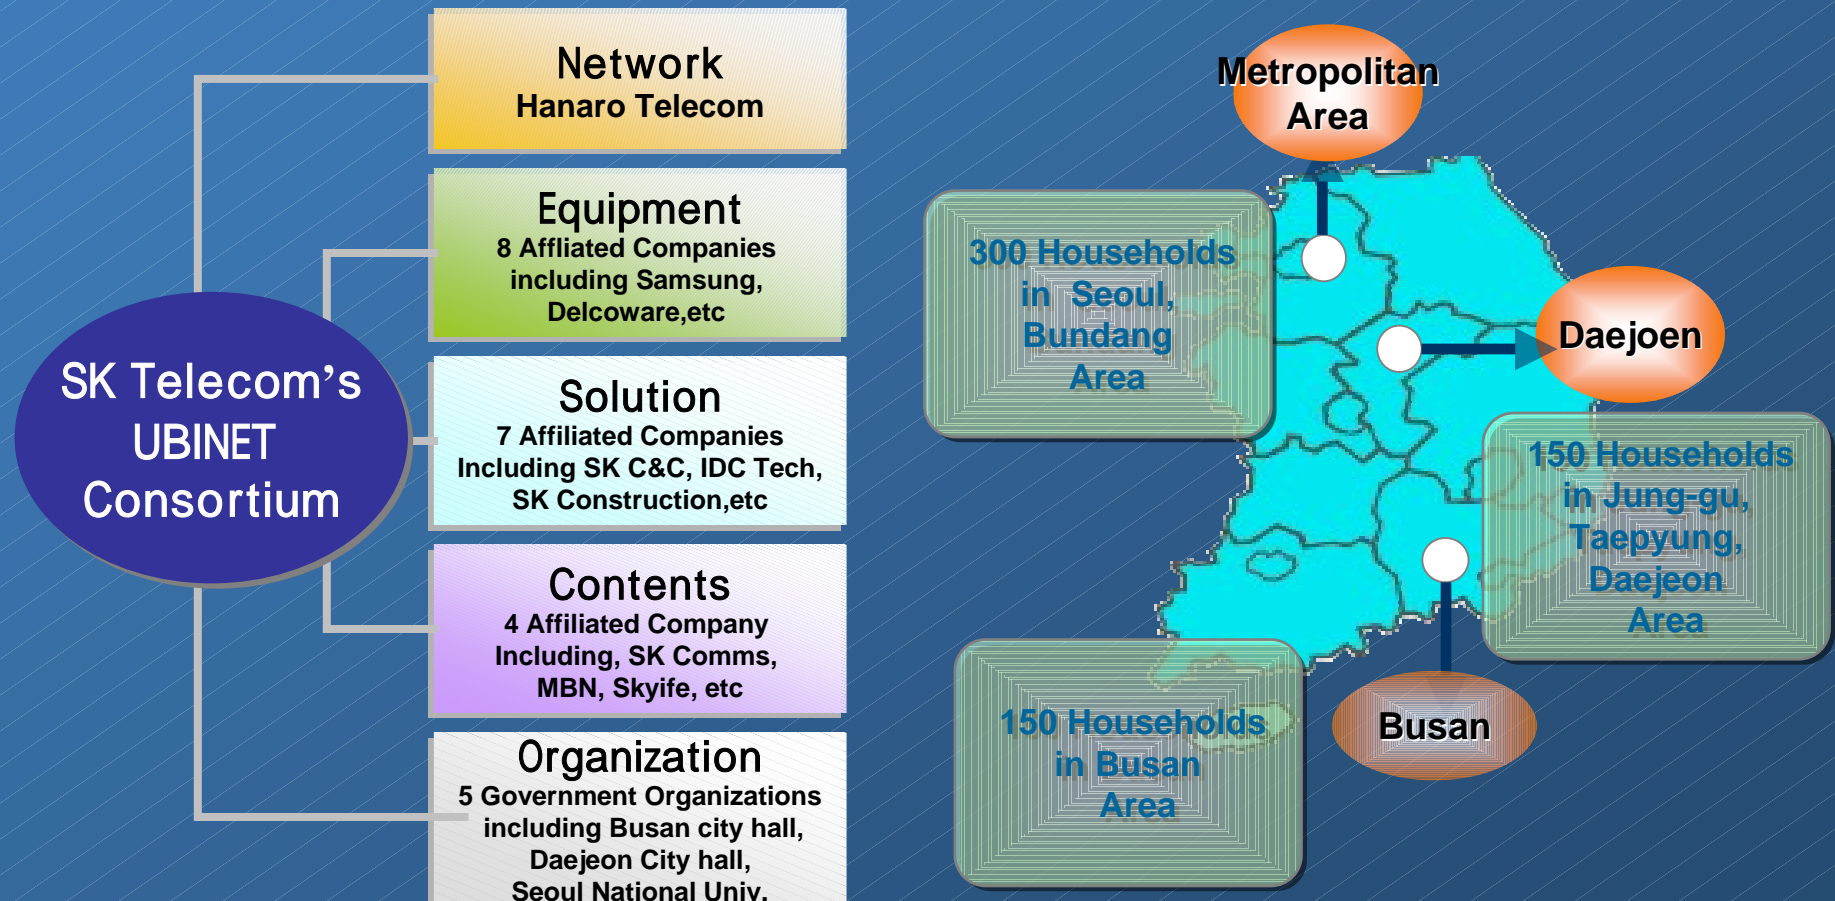 SK Telecom’s
UBINET
Consortium
Network
Hanaro Telecom
Equipment
8 Affliated Companies
including Samsung,
Delcoware,etc
Solution
7 Affiliated Companies
Including SK C&C, IDC Tech,
SK Construction,etc
Contents
4 Affiliated Company
Including, SK Comms,
MBN, Skyife, etc
Organization
5 Government Organizations
including Busan city hall,
Daejeon City hall,
Seoul National Univ.
Metropolitan
Area
300 Households
in Seoul,
Bundang
Area
Daejoen
150 Households
in Jung-gu,
Taepyung,
Daejeon
Area
150 Households
in Busan
Area
Busan